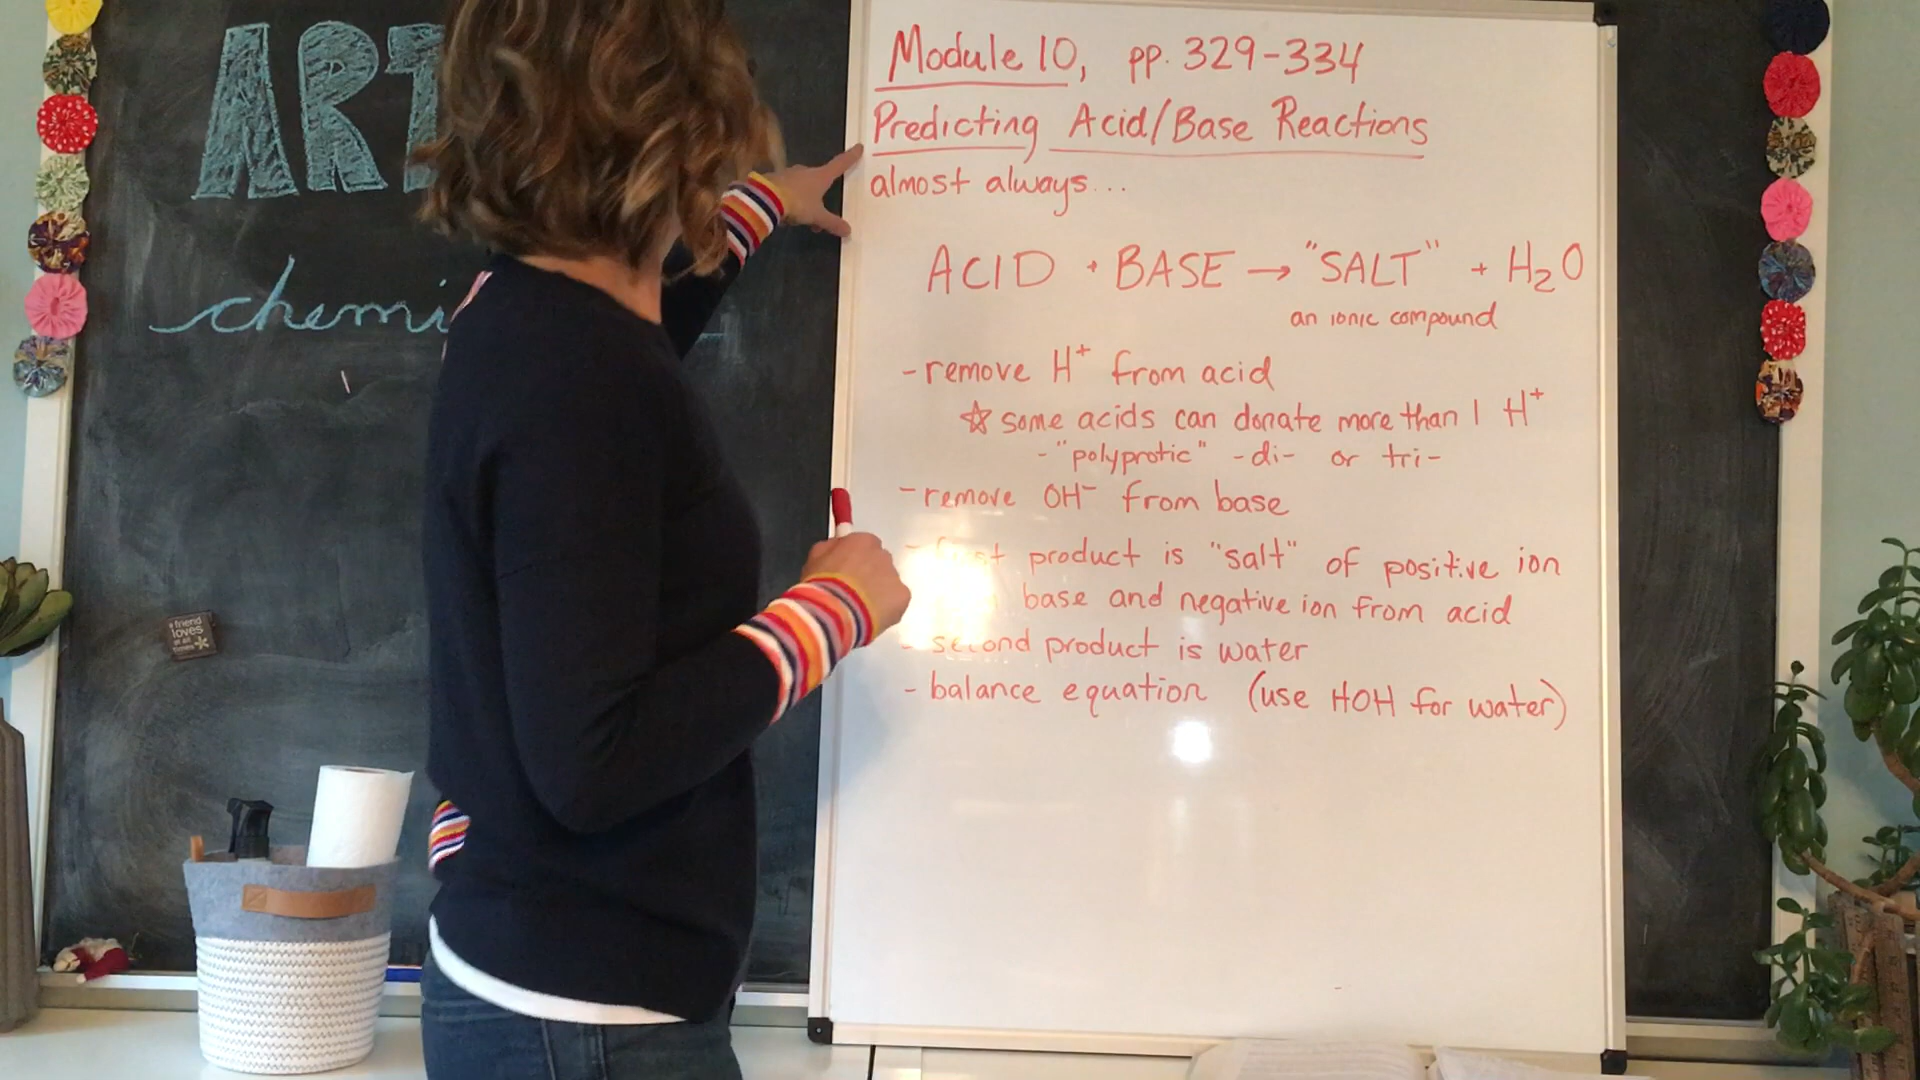 ART
chemi
friend
loves
at all
times
Module 10, pp. 329-334
Predicting Acid/Base Reactions
almost always...
ACID + BASE → "SALT" + H₂O
an ionic compound
- remove H⁺ from acid
☆ some acids can donate more than 1 H⁺
- "polyprotic" -di- or tri-
- remove OH⁻ from base
product is "salt" of positive ion
base and negative ion from acid
- second product is water
- balance equation (use HOH for water)